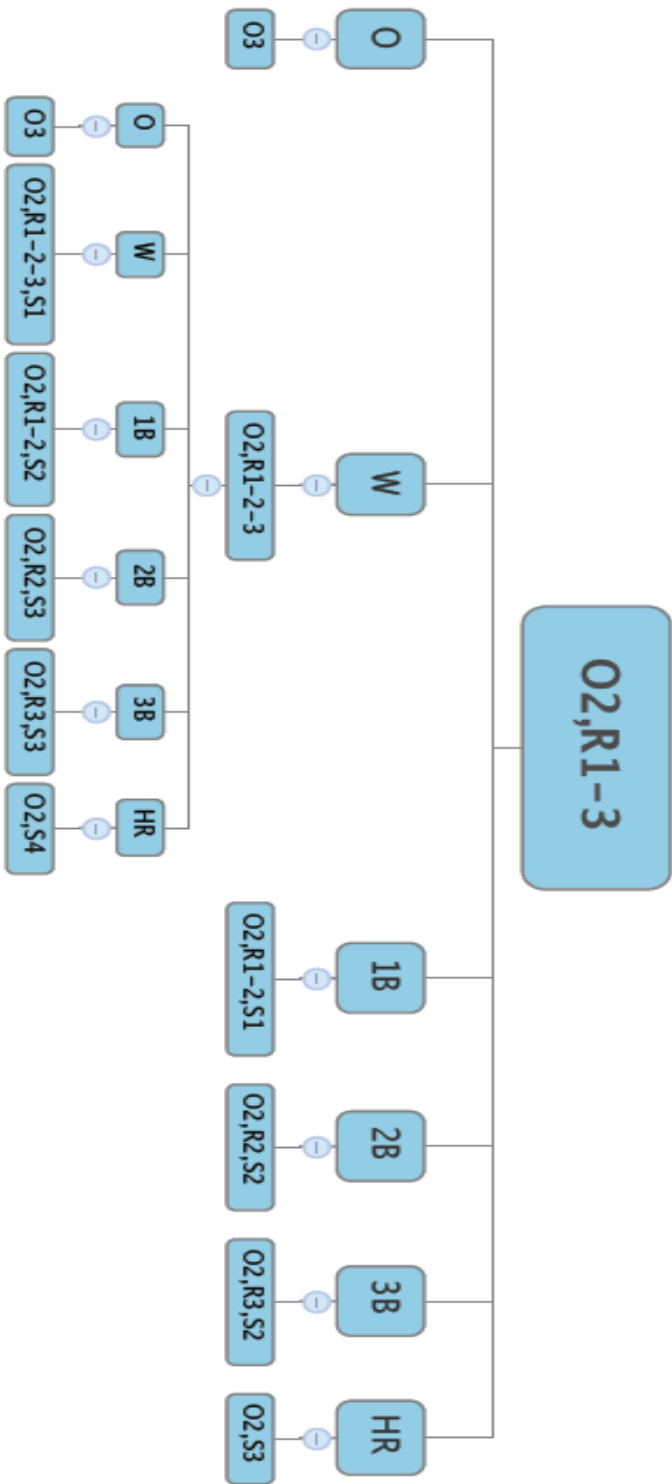 O2,R1-3
O
W
1B
2B
3B
HR
O3
O2,R1-2-3
O2,R1-2,S1
O2,R2,S2
O2,R3,S2
O2,S3
O
W
1B
2B
3B
HR
O3
O2,R1-2-3,S1
O2,R1-2,S2
O2,R2,S3
O2,R3,S3
O2,S4